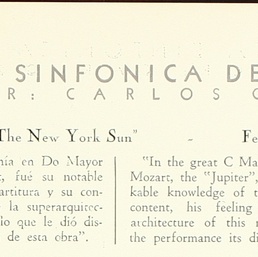 SINFONICA DE
R: CARLOS C
The New York Sun" - Fe
nía en Do Mayor
, fué su notable
artitura y su con-
la superarquitec-
io que le dió dis-
de esta obra".
"In the great C Ma
Mozart, the "Jupiter",
kable knowledge of t
content, his feeling
architecture of this r
the performance its di